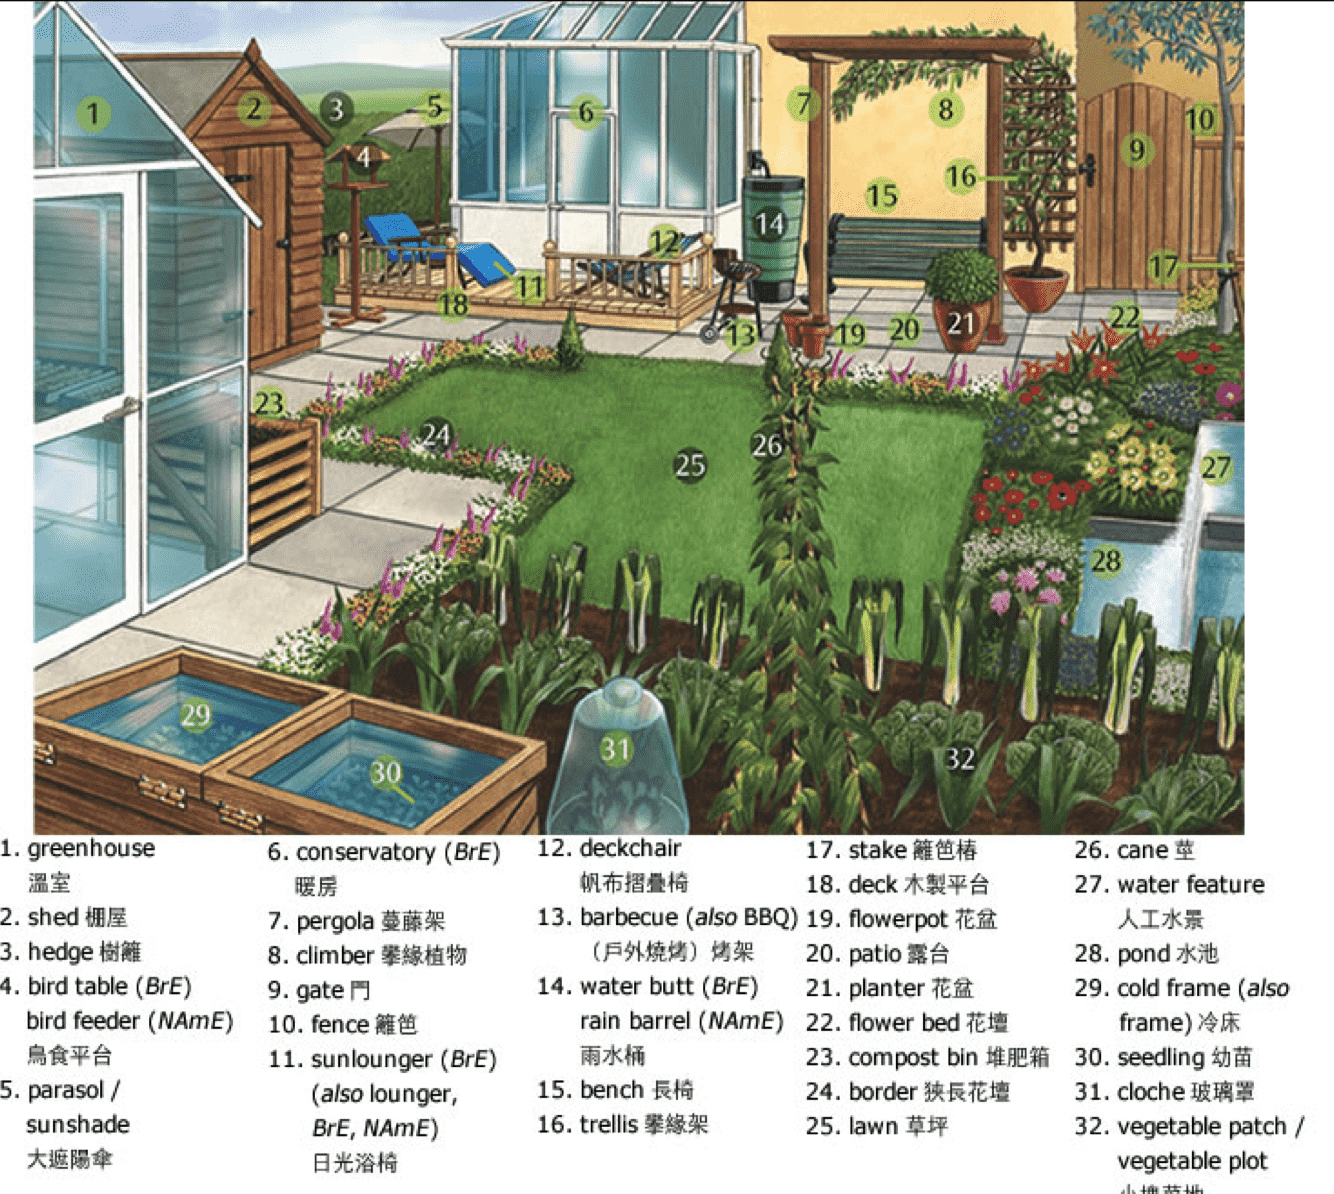 1
2
3
4
5
6
7
8
9
10
11
12
13
14
15
16
17
18
19
20
21
22
23
24
25
26
27
28
29
30
31
32
1. greenhouse
溫室
2. shed 棚屋
3. hedge 樹籬
4. bird table (BrE)
bird feeder (NAmE)
鳥食平台
5. parasol /
sunshade
大遮陽傘
6. conservatory (BrE)
暖房
7. pergola 蔓藤架
8. climber 攀緣植物
9. gate 門
10. fence 籬笆
11. sunlounger (BrE)
(also lounger,
BrE, NAmE)
日光浴椅
12. deckchair
帆布摺疊椅
13. barbecue (also BBQ)
（戶外燒烤）烤架
14. water butt (BrE)
rain barrel (NAmE)
雨水桶
15. bench 長椅
16. trellis 攀緣架
17. stake 籬笆樁
18. deck 木製平台
19. flowerpot 花盆
20. patio 露台
21. planter 花盆
22. flower bed 花壇
23. compost bin 堆肥箱
24. border 狹長花壇
25. lawn 草坪
26. cane 莖
27. water feature
人工水景
28. pond 水池
29. cold frame (also
frame) 冷床
30. seedling 幼苗
31. cloche 玻璃罩
32. vegetable patch /
vegetable plot